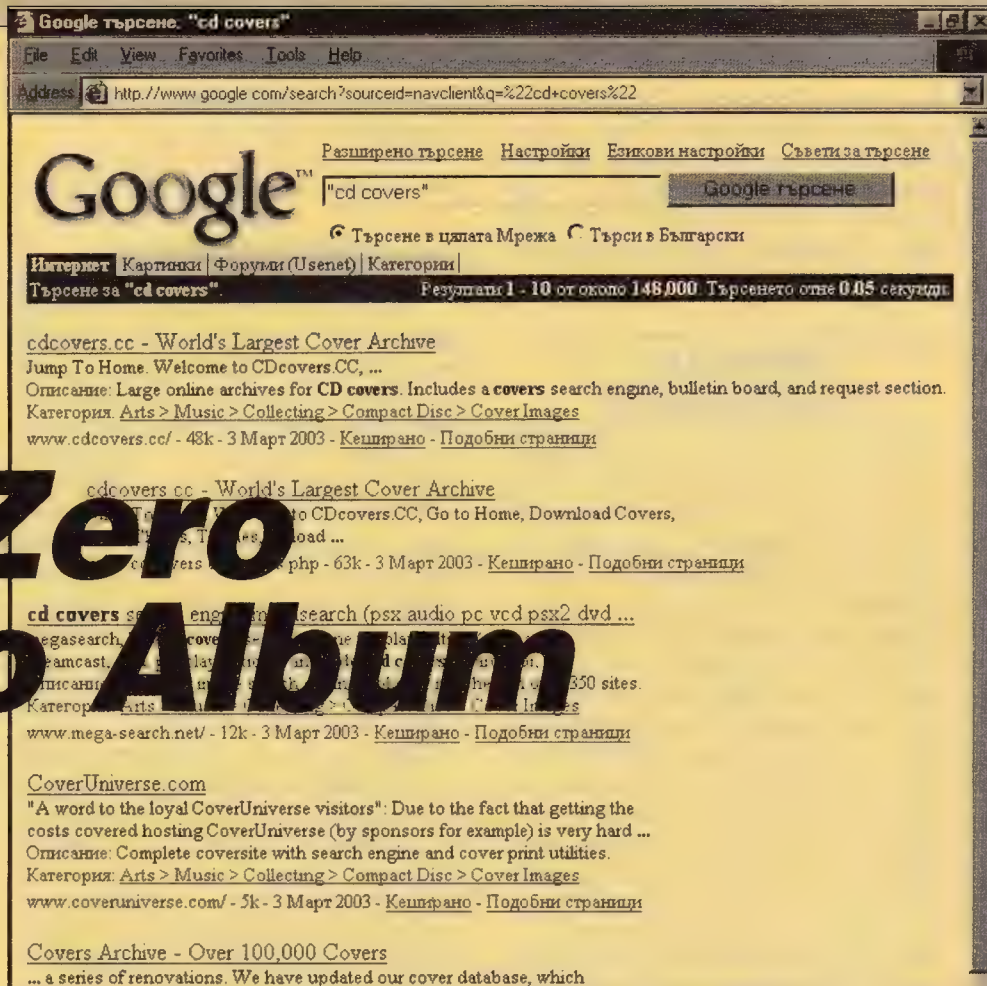 Google търсене: "cd covers"
File Edit View Favorites Tools Help
Address http://www.google.com/search?sourceid=navclient&q=%22cd+covers%22
Разширено търсене Настройки Езикови настройки Съвети за търсене
Google™ "cd covers" Google търсене
Търсене в цялата Мрежа Търси в Български
Интернет Картинки Форуми (Usenet) Категории
Търсене за "cd covers". Резултати 1 - 10 от около 148,000. Търсенето отне 0.05 секунди.
cdcovers.cc - World's Largest Cover Archive
Jump To Home. Welcome to CDcovers.CC, ...
Описание: Large online archives for CD covers. Includes a covers search engine, bulletin board, and request section.
Категория: Arts > Music > Collecting > Compact Disc > Cover Images
www.cdcovers.cc/ - 48k - 3 Март 2003 - Кеширано - Подобни страници
cdcovers.cc - World's Largest Cover Archive
to CDcovers.CC, Go to Home, Download Covers,
php - 63k - 3 Март 2003 - Кеширано - Подобни страници
Zero
cd covers search (psx audio pc vcd psx2 dvd ...
350 sites.
Album
Arts Images
www.mega-search.net/ - 12k - 3 Март 2003 - Кеширано - Подобни страници
CoverUniverse.com
"A word to the loyal CoverUniverse visitors": Due to the fact that getting the
costs covered hosting CoverUniverse (by sponsors for example) is very hard ...
Описание: Complete coversite with search engine and cover print utilities.
Категория: Arts > Music > Collecting > Compact Disc > Cover Images
www.coveruniverse.com/ - 5k - 3 Март 2003 - Кеширано - Подобни страници
Covers Archive - Over 100,000 Covers
... a series of renovations. We have updated our cover database, which